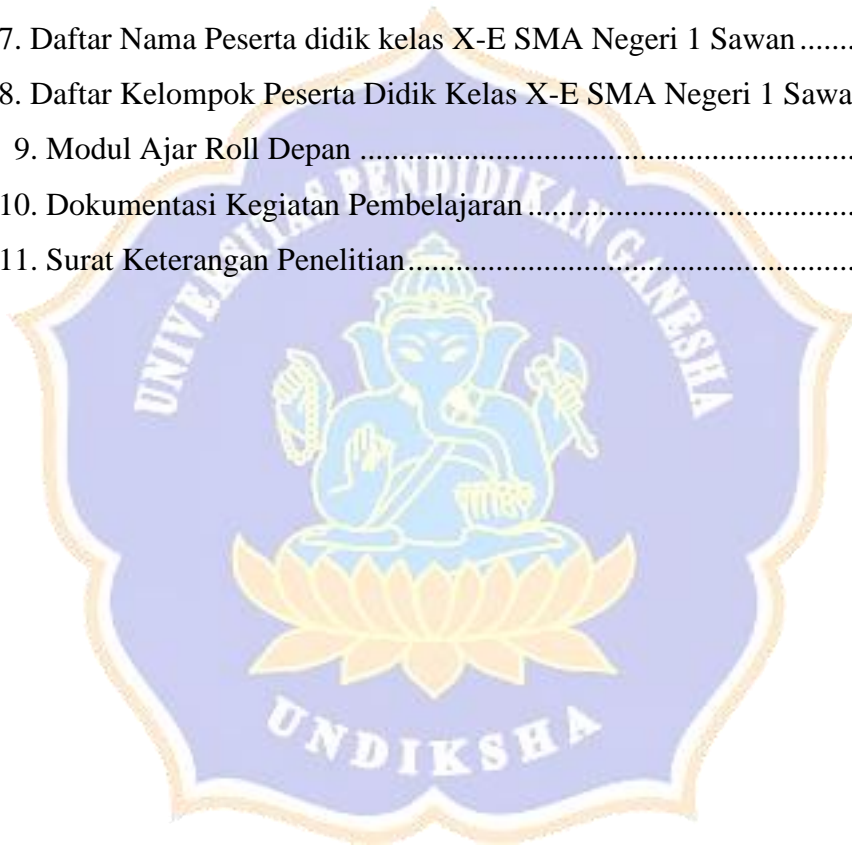 7. Daftar Nama Peserta didik kelas X-E SMA Negeri 1 Sawan .......
8. Daftar Kelompok Peserta Didik Kelas X-E SMA Negeri 1 Sawa
9. Modul Ajar Roll Depan ..............................................................
10. Dokumentasi Kegiatan Pembelajaran .........................................
11. Surat Keterangan Penelitian........................................................
UNIVERSITAS PENDIDIKAN GANESHA
UNDIKSHA